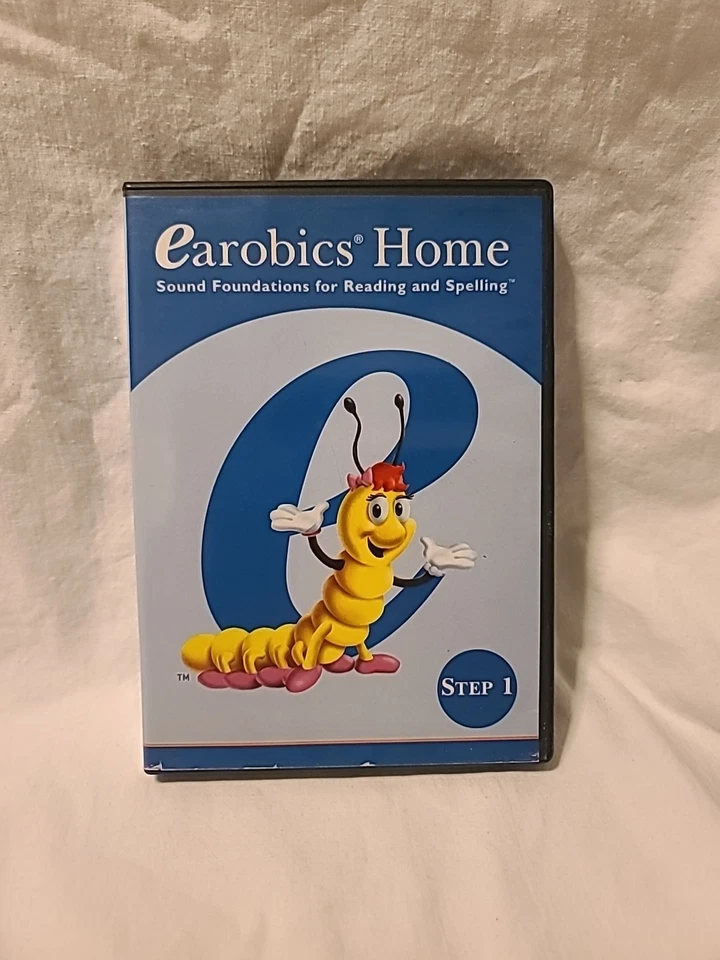 earobics® Home
Sound Foundations for Reading and Spelling™
e
TM
STEP 1